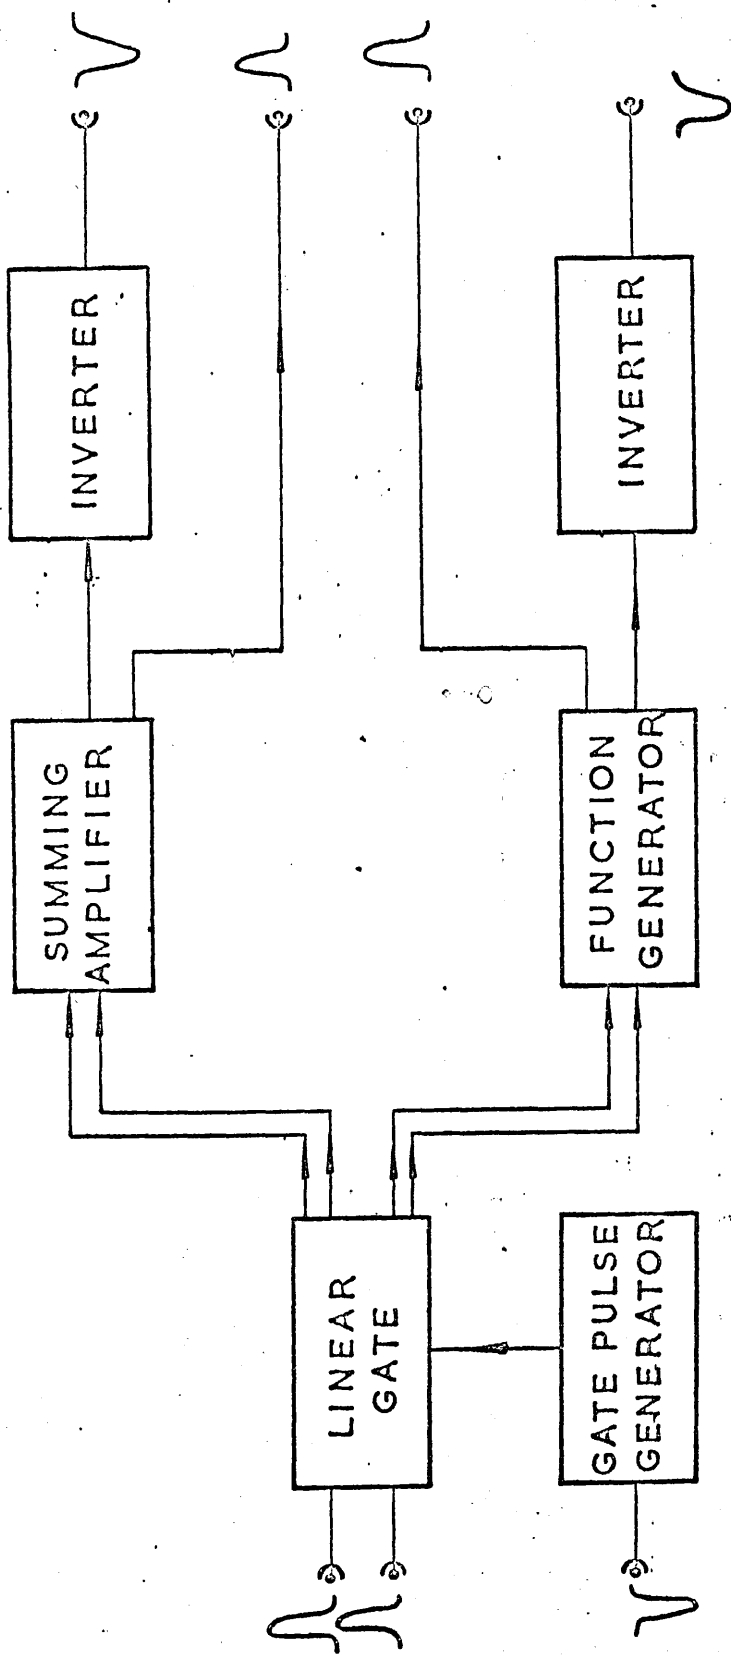 LINEAR
GATE
GATE PULSE
GENERATOR
SUMMING
AMPLIFIER
FUNCTION
GENERATOR
INVERTER
INVERTER